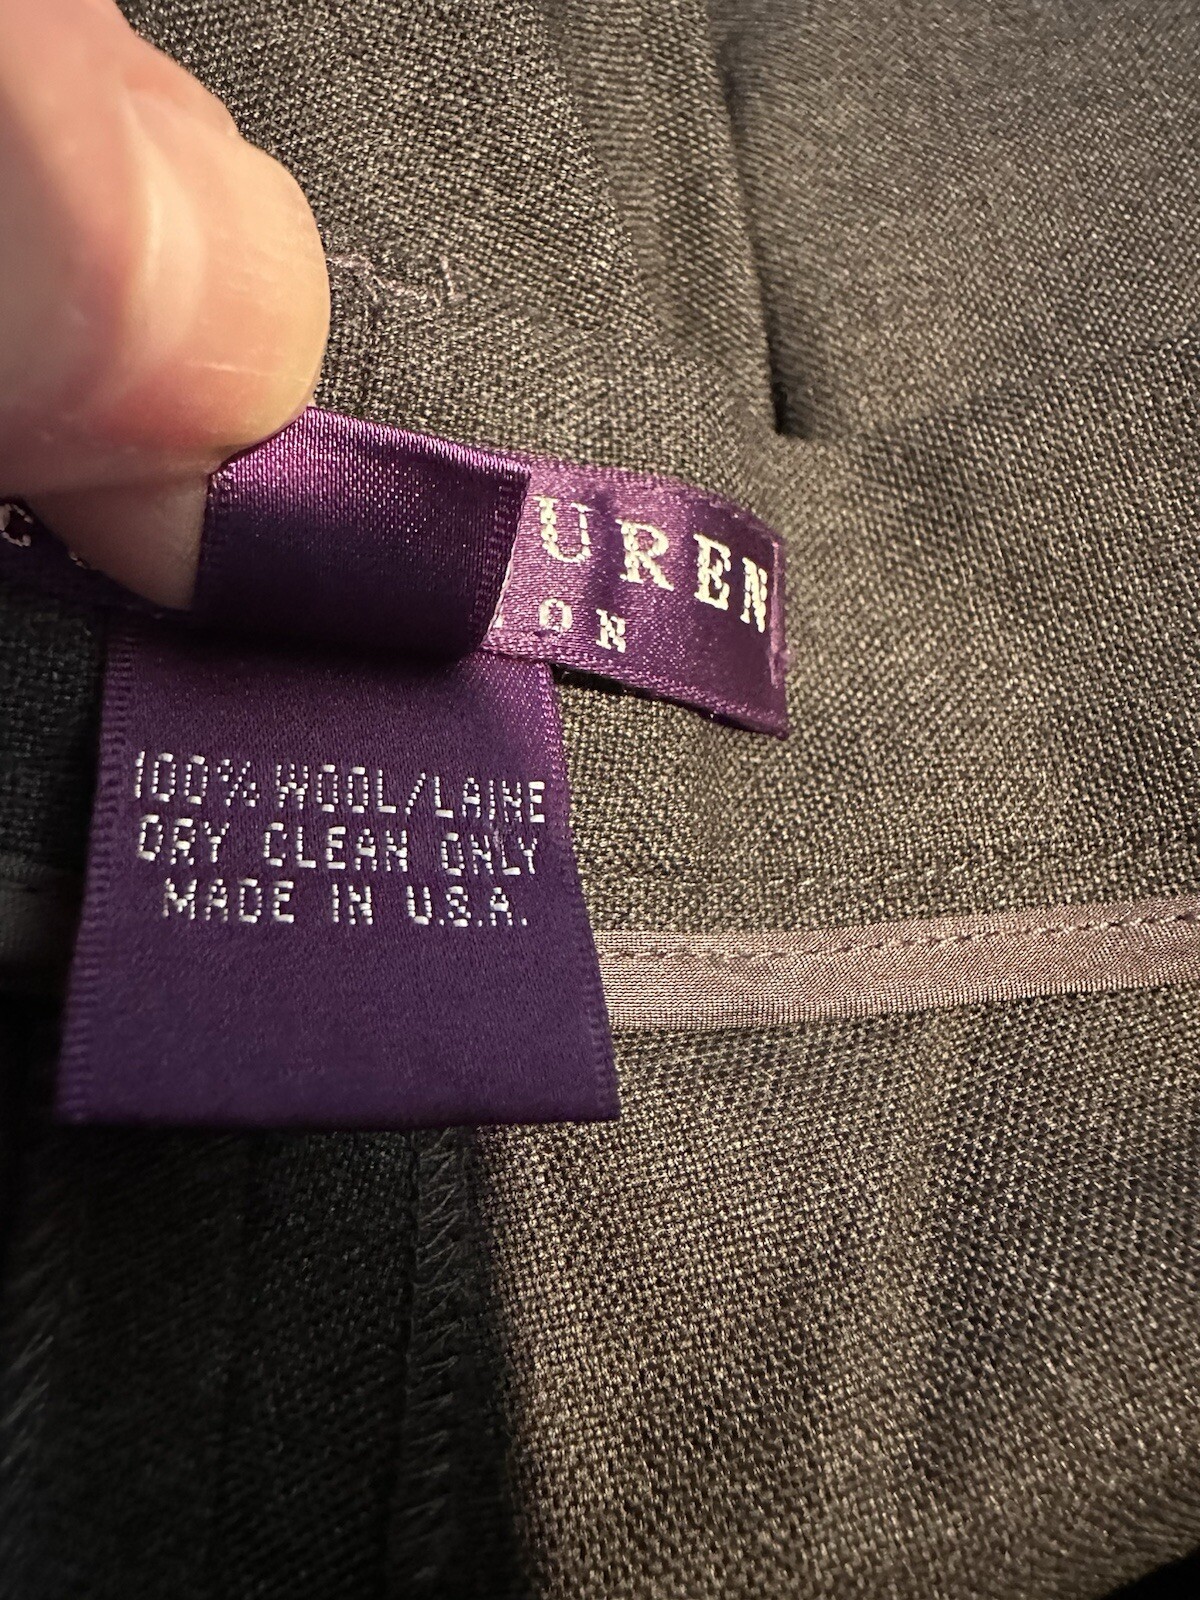 UREN
ON
100% WOOL/LAINE
DRY CLEAN ONLY
MADE IN U.S.A.